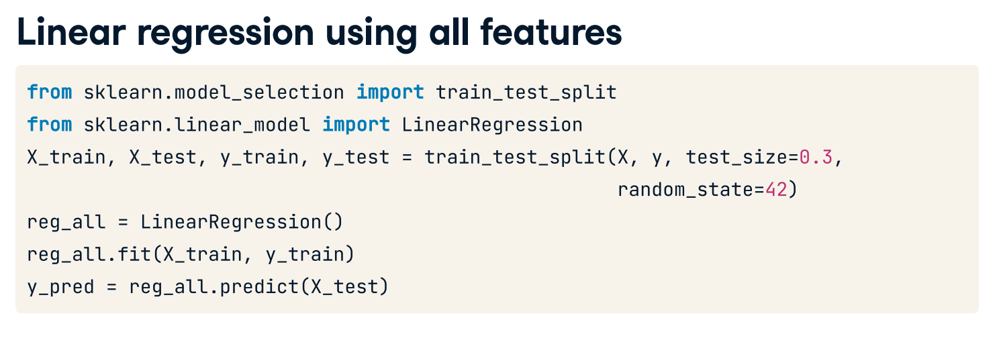 Linear regression using all features
from sklearn.model_selection import train_test_split
from sklearn.linear_model import LinearRegression
X_train, X_test, y_train, y_test = train_test_split(X, y, test_size=0.3,
                                                    random_state=42)
reg_all = LinearRegression()
reg_all.fit(X_train, y_train)
y_pred = reg_all.predict(X_test)